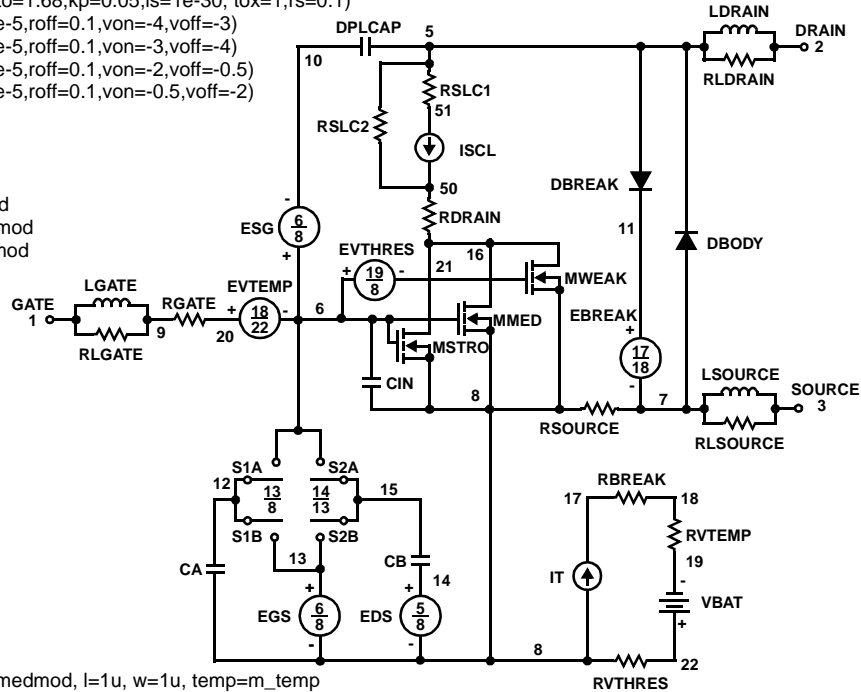 to=1.68,kp=0.05,is=1e-30, tox=1,rs=0.1)
e-5,roff=0.1,von=-4,voff=-3)
e-5,roff=0.1,von=-3,voff=-4)
e-5,roff=0.1,von=-2,voff=-0.5)
e-5,roff=0.1,von=-0.5,voff=-2)
d
mod
mod
LDRAIN
DPLCAP 5 DRAIN
10 2
RLDRAIN
RSLC1
51
RSLC2
ISCL
50
DBREAK
RDRAIN
- ESG 6 8 +
11
DBODY
EVTHRES
+ 19 8 -
16
21
MWEAK
LGATE
EVTEMP
GATE
1
RGATE
+ 18 22 -
6
EBREAK
+
MMED
9
20
RLGATE
MSTRO
17 18
-
CIN
LSOURCE
8
7
SOURCE
3
RSOURCE
RLSOURCE
S1A S2A
12
13 8
14 13
15
RBREAK
17 18
S1B S2B
RVTEMP
13
CB
19
CA
14
IT
-
VBAT
+ +
EGS 6 8
EDS 5 8
- -
+
8
22
RVTHRES
medmod, l=1u, w=1u, temp=m_temp